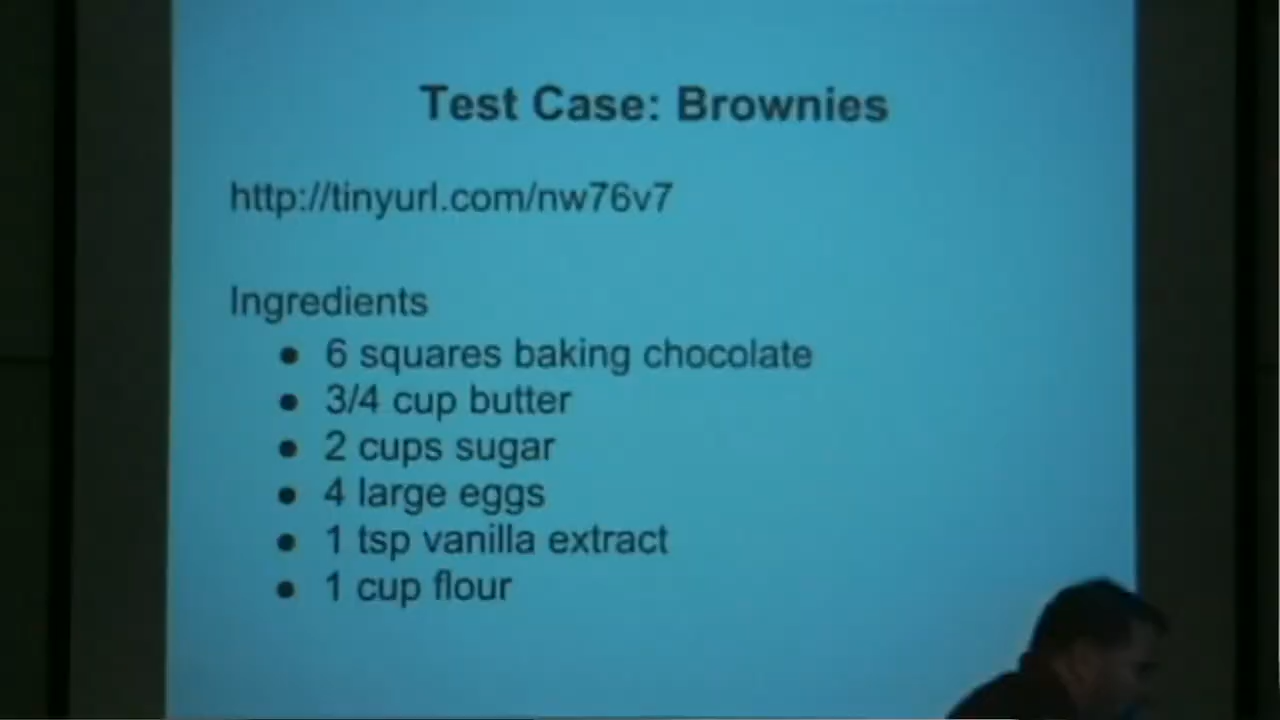 Test Case: Brownies
http://tinyurl.com/nw76v7
Ingredients
● 6 squares baking chocolate
● 3/4 cup butter
● 2 cups sugar
● 4 large eggs
● 1 tsp vanilla extract
● 1 cup flour